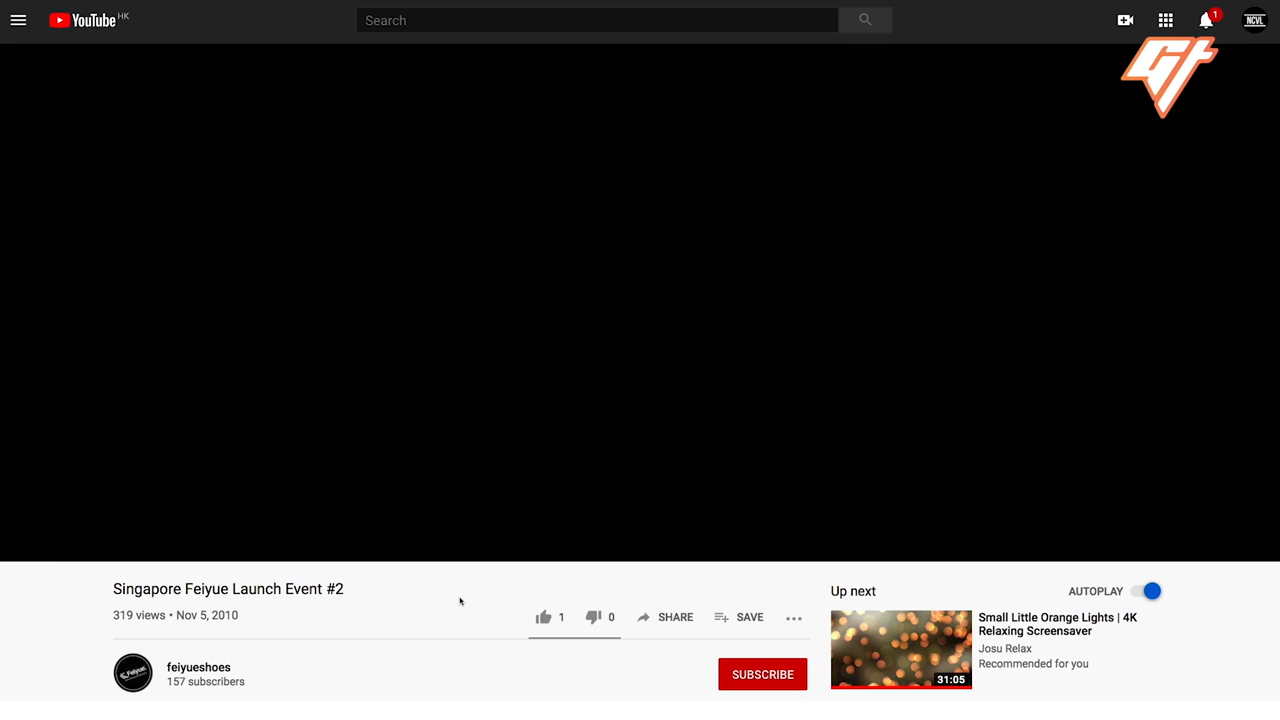 YouTube HK
Search
1
NCVL
GT
Singapore Feiyue Launch Event #2
319 views • Nov 5, 2010
1
0
SHARE
SAVE
Feiyue
feiyueshoes
157 subscribers
SUBSCRIBE
Up next
AUTOPLAY
Small Little Orange Lights | 4K
Relaxing Screensaver
Josu Relax
Recommended for you
31:05